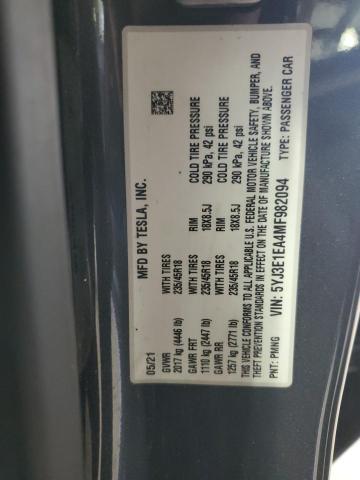 MFD BY TESLA, INC.
05/21
GVWR
2017 kg (4446 lb)
WITH TIRES
235/45R18
RIM
18X8.5J
COLD TIRE PRESSURE
290 kPa, 42 psi
GAWR FRT
1110 kg (2447 lb)
WITH TIRES
235/45R18
RIM
18X8.5J
COLD TIRE PRESSURE
290 kPa, 42 psi
GAWR RR
1257 kg (2771 lb)
THIS VEHICLE CONFORMS TO ALL APPLICABLE U.S. FEDERAL MOTOR VEHICLE SAFETY, BUMPER, AND
THEFT PREVENTION STANDARDS IN EFFECT ON THE DATE OF MANUFACTURE SHOWN ABOVE.
PNT: PMNG
VIN: 5YJ3E1EA4MF982094
TYPE: PASSENGER CAR